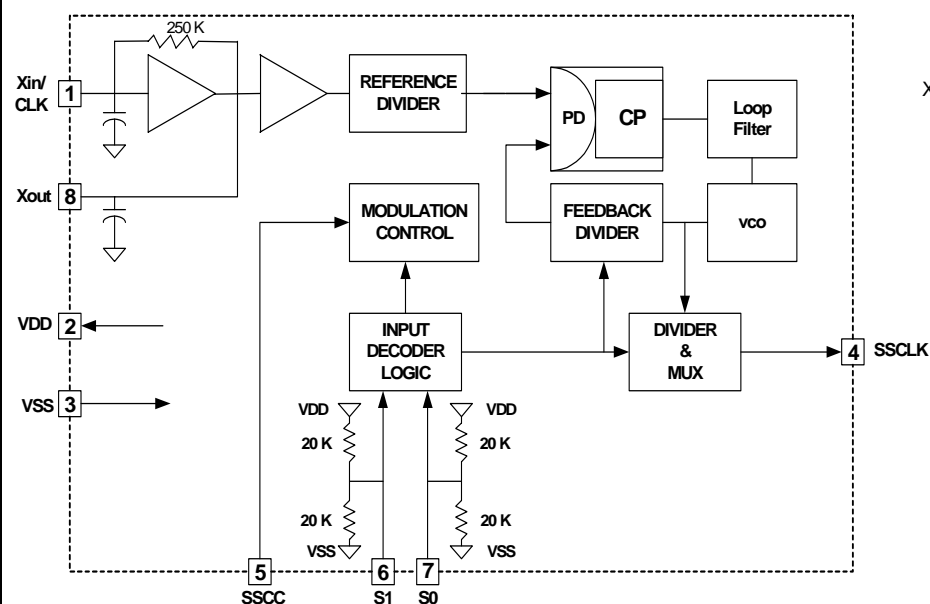 250 K
Xin/
CLK
1
REFERENCE
DIVIDER
PD
CP
Loop
Filter
X
Xout
8
MODULATION
CONTROL
FEEDBACK
DIVIDER
vco
VDD
2
INPUT
DECODER
LOGIC
DIVIDER
&
MUX
4
SSCLK
VSS
3
VDD
VDD
20 K
20 K
20 K
20 K
VSS
VSS
5
6
7
SSCC
S1
S0